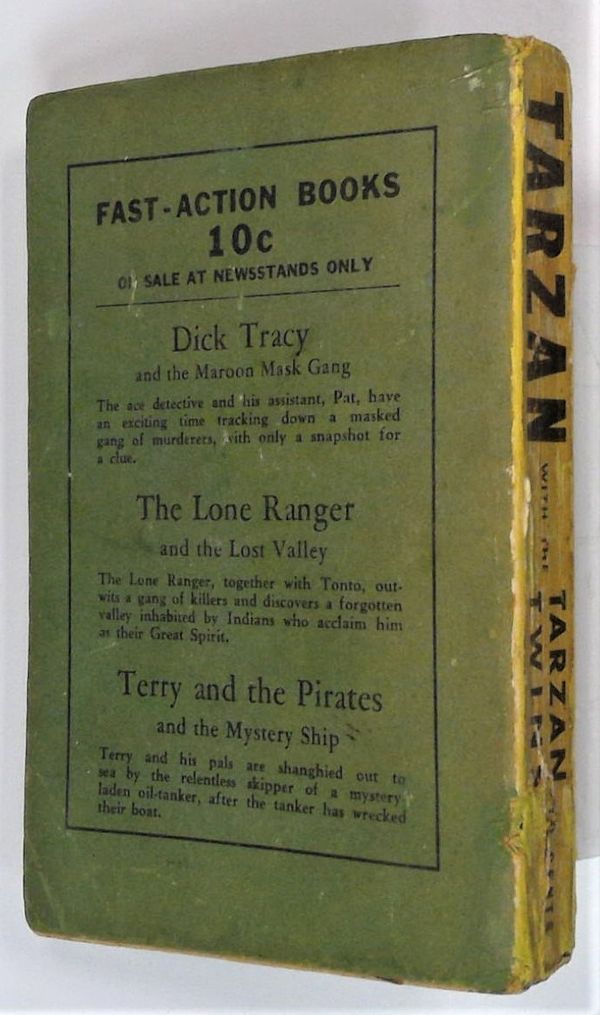 FAST-ACTION BOOKS
10c
ON SALE AT NEWSSTANDS ONLY
Dick Tracy
and the Maroon Mask Gang
The ace detective and his assistant, Pat, have
an exciting time tracking down a masked
gang of murderers, with only a snapshot for
a clue.
The Lone Ranger
and the Lost Valley
The Lone Ranger, together with Tonto, out-
wits a gang of killers and discovers a forgotten
valley inhabited by Indians who acclaim him
as their Great Spirit.
Terry and the Pirates
and the Mystery Ship
Terry and his pals are shanghied out to
sea by the relentless skipper of a mystery
laden oil-tanker, after the tanker has wrecked
their boat.
TARZAN
WITH THE
TARZAN
TWINS